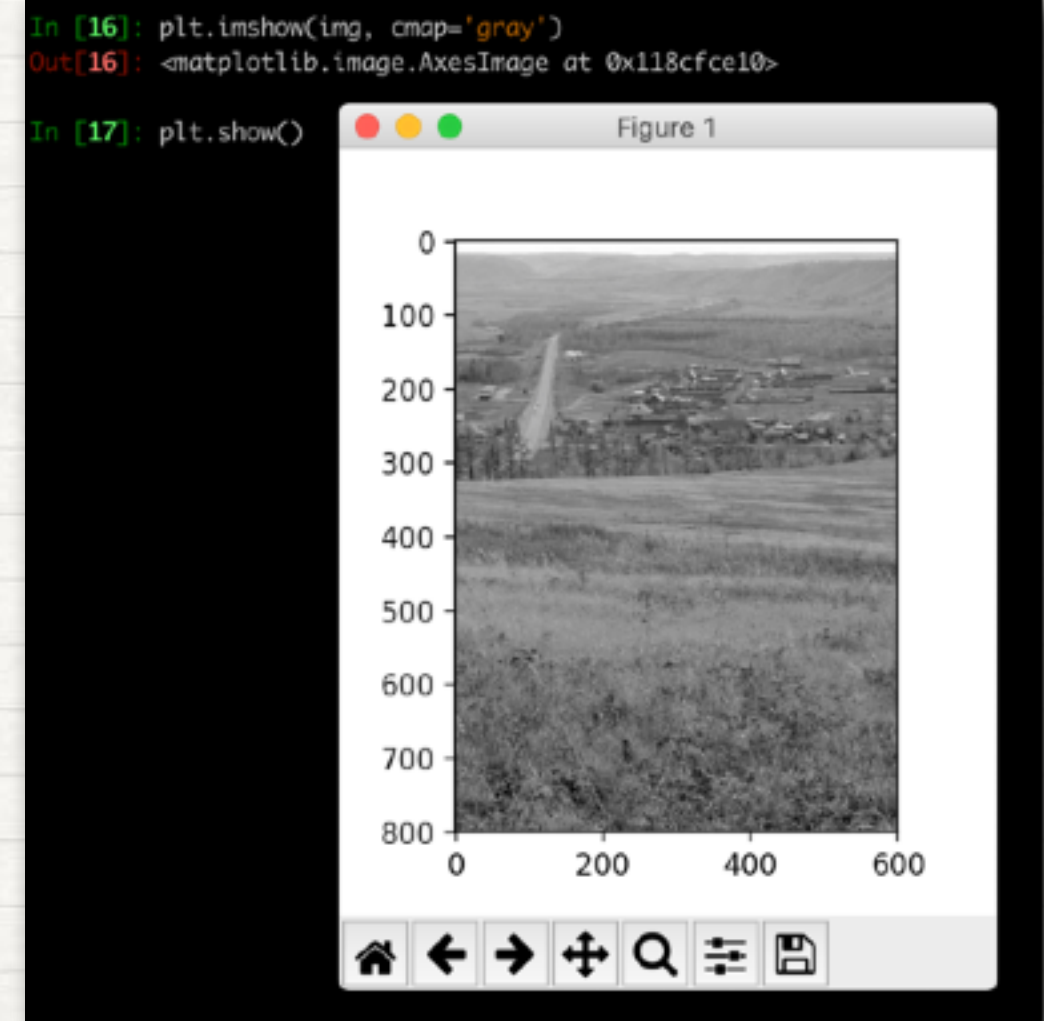 In [16]: plt.imshow(img, cmap='gray')
Out[16]: <matplotlib.image.AxesImage at 0x118cfce10>
In [17]: plt.show()
Figure 1
0
100
200
300
400
500
600
700
800
0 200 400 600